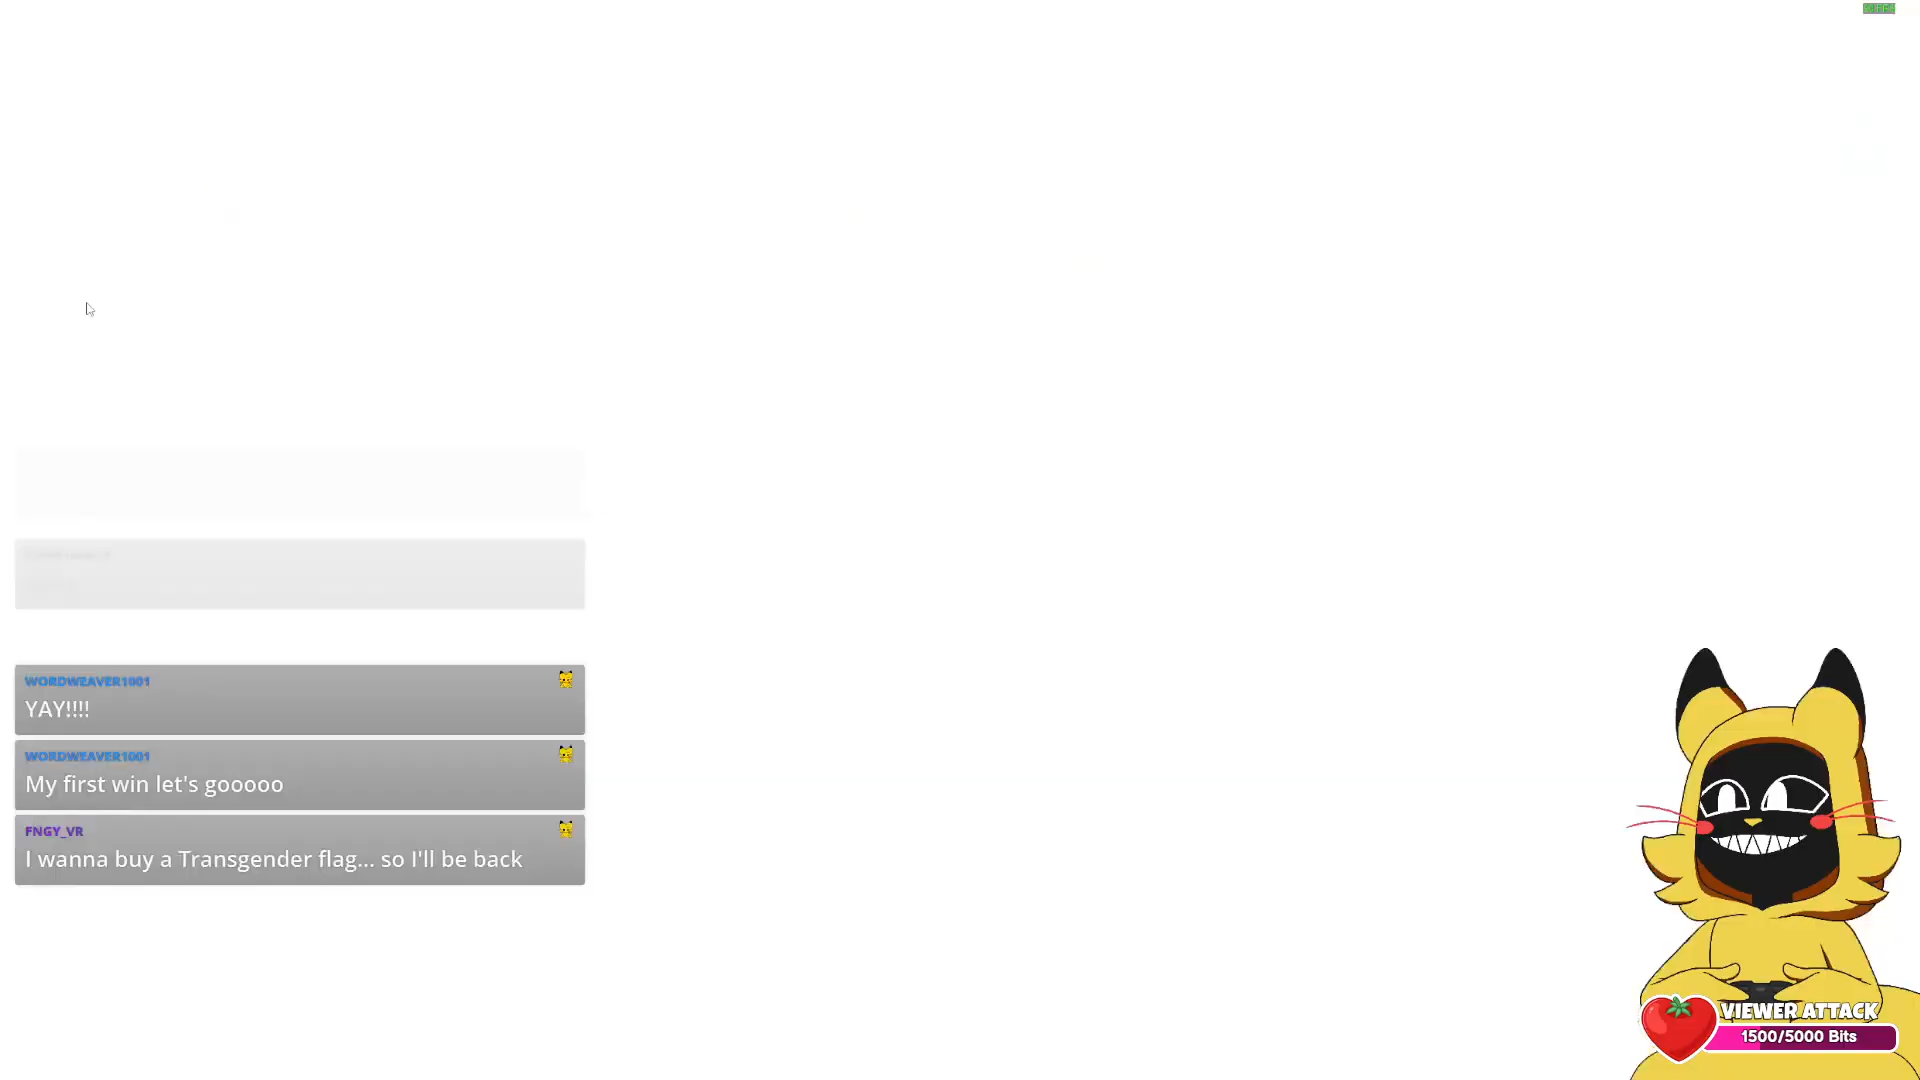 WORDWEAVER1001
YAY!!!!
WORDWEAVER1001
My first win let's gooooo
FNGY_VR
I wanna buy a Transgender flag... so I'll be back
VIEWER ATTACK
1500/5000 Bits